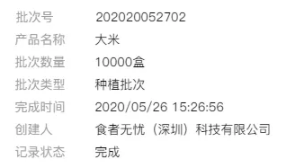 批次号 202020052702
产品名称 大米
批次数量 10000盒
批次类型 种植批次
完成时间 2020/05/26 15:26:56
创建人 食者无忧（深圳）科技有限公司
记录状态 完成